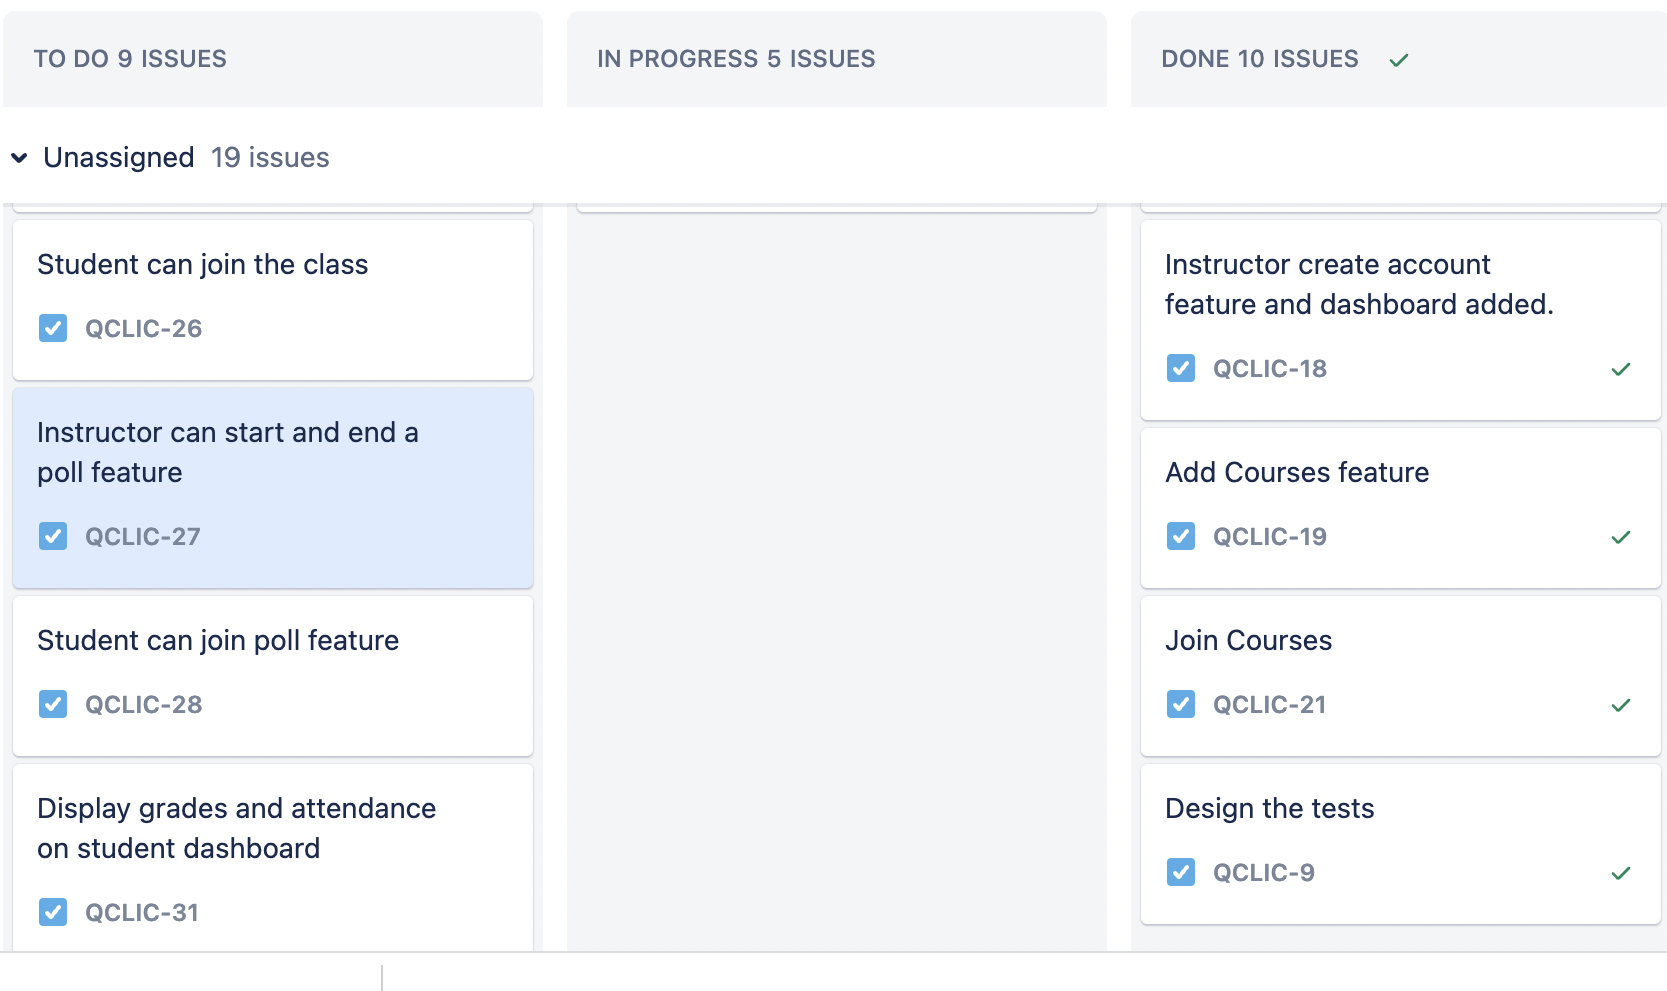 TO DO 9 ISSUES
IN PROGRESS 5 ISSUES
DONE 10 ISSUES
Unassigned 19 issues
Student can join the class
QCLIC-26
Instructor can start and end a
poll feature
QCLIC-27
Student can join poll feature
QCLIC-28
Display grades and attendance
on student dashboard
QCLIC-31
Instructor create account
feature and dashboard added.
QCLIC-18
Add Courses feature
QCLIC-19
Join Courses
QCLIC-21
Design the tests
QCLIC-9